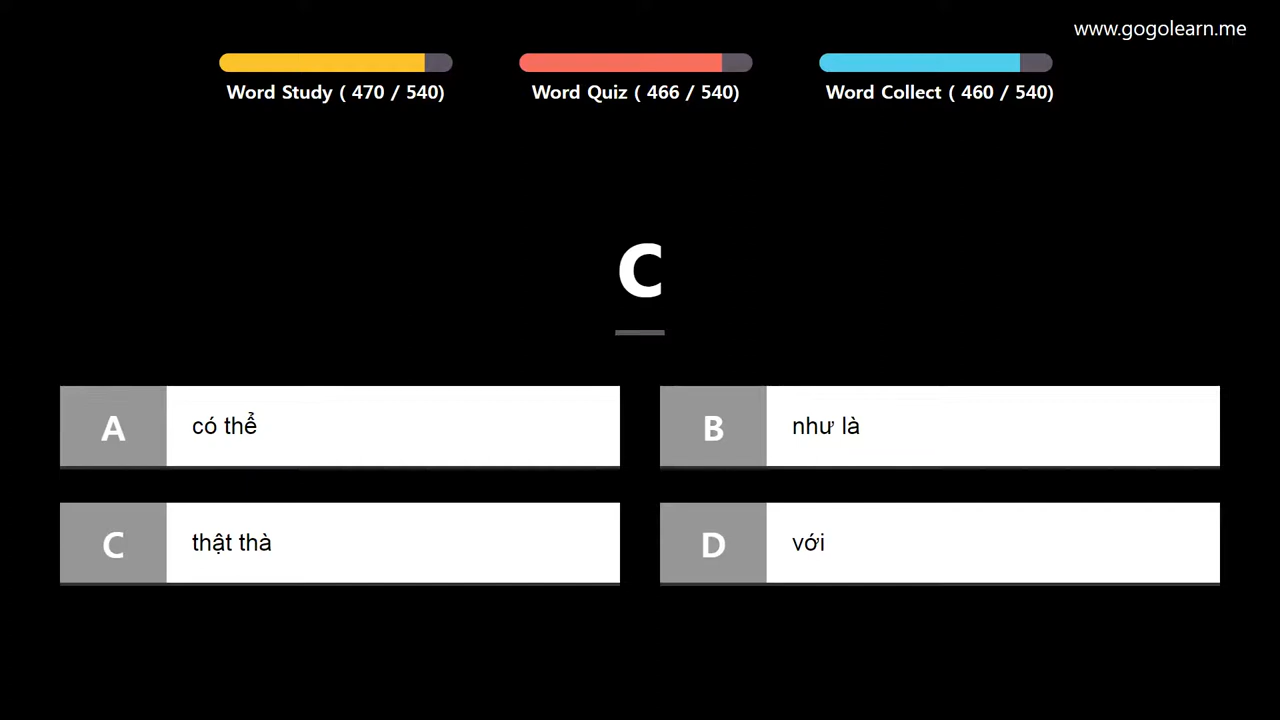 www.gogolearn.me
Word Study ( 470 / 540)
Word Quiz ( 466 / 540)
Word Collect ( 460 / 540)
C
A
có thể
B
như là
C
thật thà
D
với